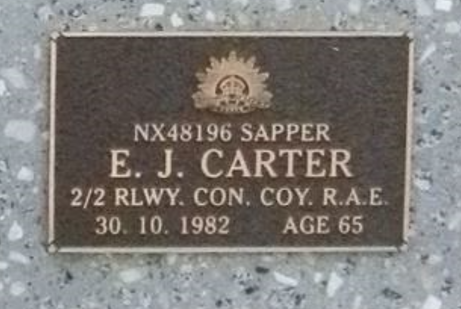 NX48196 SAPPER
E. J. CARTER
2/2 RLWY. CON. COY. R.A.E.
30. 10. 1982 AGE 65